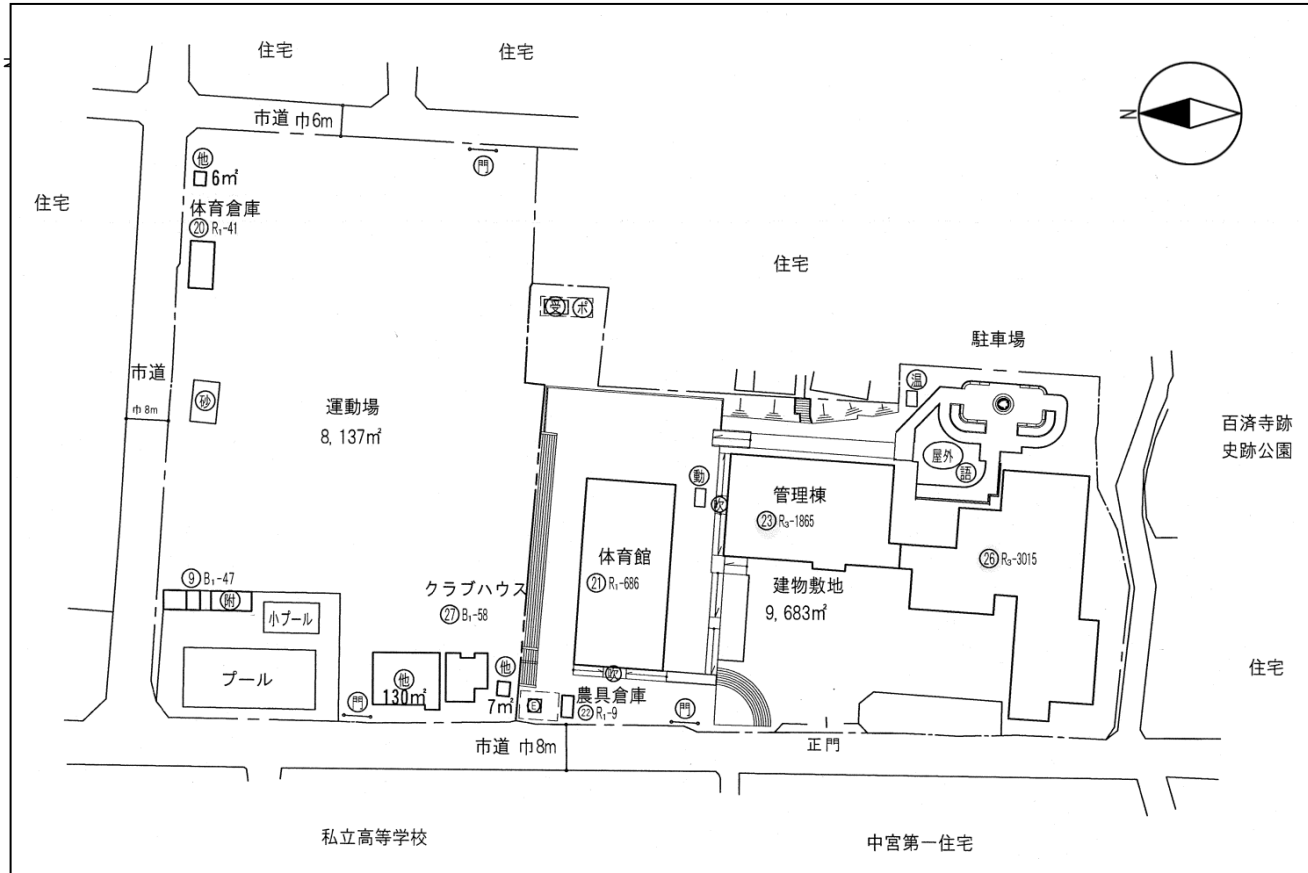 住宅
住宅
N
市道 巾6m
N
門
他
6㎡
住宅
体育倉庫
⑳ R₁-41
住宅
受 ポ
駐車場
市道
温
巾8m
砂
運動場
8,137㎡
百済寺跡
史跡公園
屋外
語
動
吹
管理棟
㉓ R₃-1865
体育館
㉑ R₁-686
㉖ R₃-3015
⑨ B₁-47
附
クラブハウス
㉗ B₁-58
建物敷地
9,683㎡
小プール
プール
他
130㎡
他
7㎡
吹
住宅
農具倉庫
㉒ R₁-9
E
門
門
市道 巾8m
正門
私立高等学校
中宮第一住宅